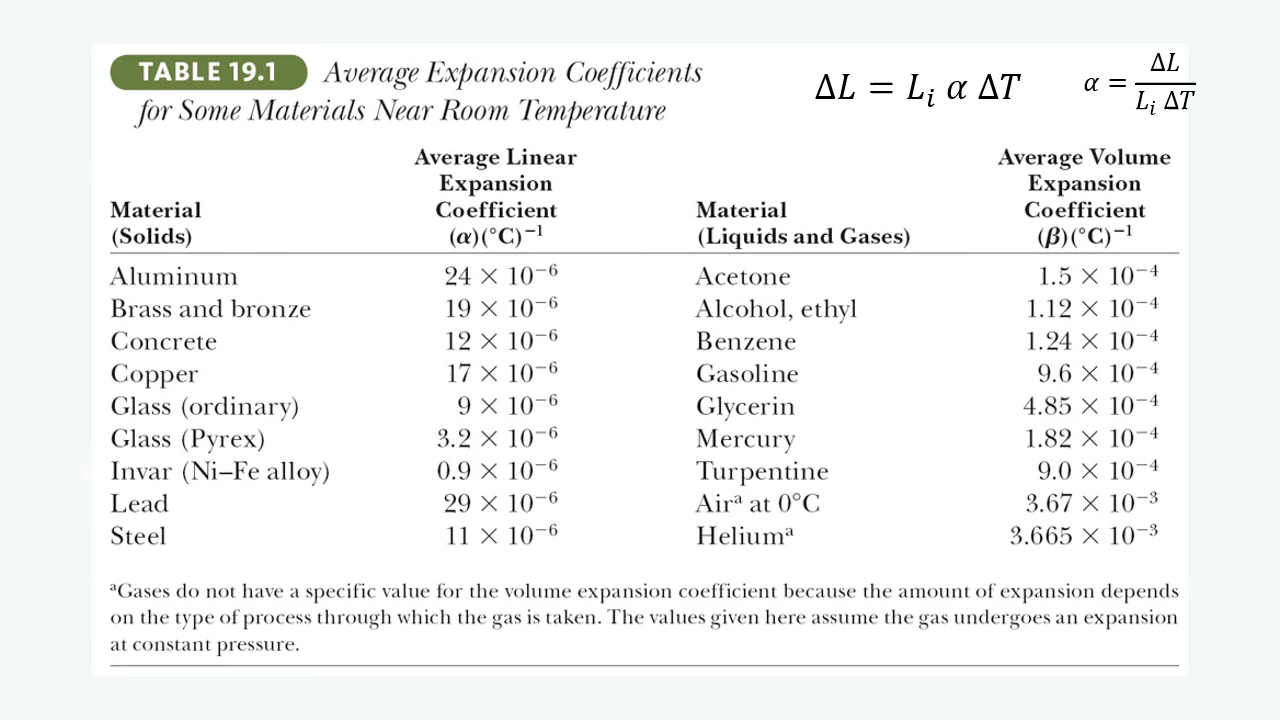 TABLE 19.1 Average Expansion Coefficients
for Some Materials Near Room Temperature
ΔL = Lᵢ α ΔT
α = ΔL / Lᵢ ΔT
Material (Solids) Average Linear Expansion Coefficient (α)(°C)⁻¹ Material (Liquids and Gases) Average Volume Expansion Coefficient (β)(°C)⁻¹
Aluminum 24 × 10⁻⁶ Acetone 1.5 × 10⁻⁴
Brass and bronze 19 × 10⁻⁶ Alcohol, ethyl 1.12 × 10⁻⁴
Concrete 12 × 10⁻⁶ Benzene 1.24 × 10⁻⁴
Copper 17 × 10⁻⁶ Gasoline 9.6 × 10⁻⁴
Glass (ordinary) 9 × 10⁻⁶ Glycerin 4.85 × 10⁻⁴
Glass (Pyrex) 3.2 × 10⁻⁶ Mercury 1.82 × 10⁻⁴
Invar (Ni–Fe alloy) 0.9 × 10⁻⁶ Turpentine 9.0 × 10⁻⁴
Lead 29 × 10⁻⁶ Airᵃ at 0°C 3.67 × 10⁻³
Steel 11 × 10⁻⁶ Heliumᵃ 3.665 × 10⁻³
ᵃGases do not have a specific value for the volume expansion coefficient because the amount of expansion depends
on the type of process through which the gas is taken. The values given here assume the gas undergoes an expansion
at constant pressure.